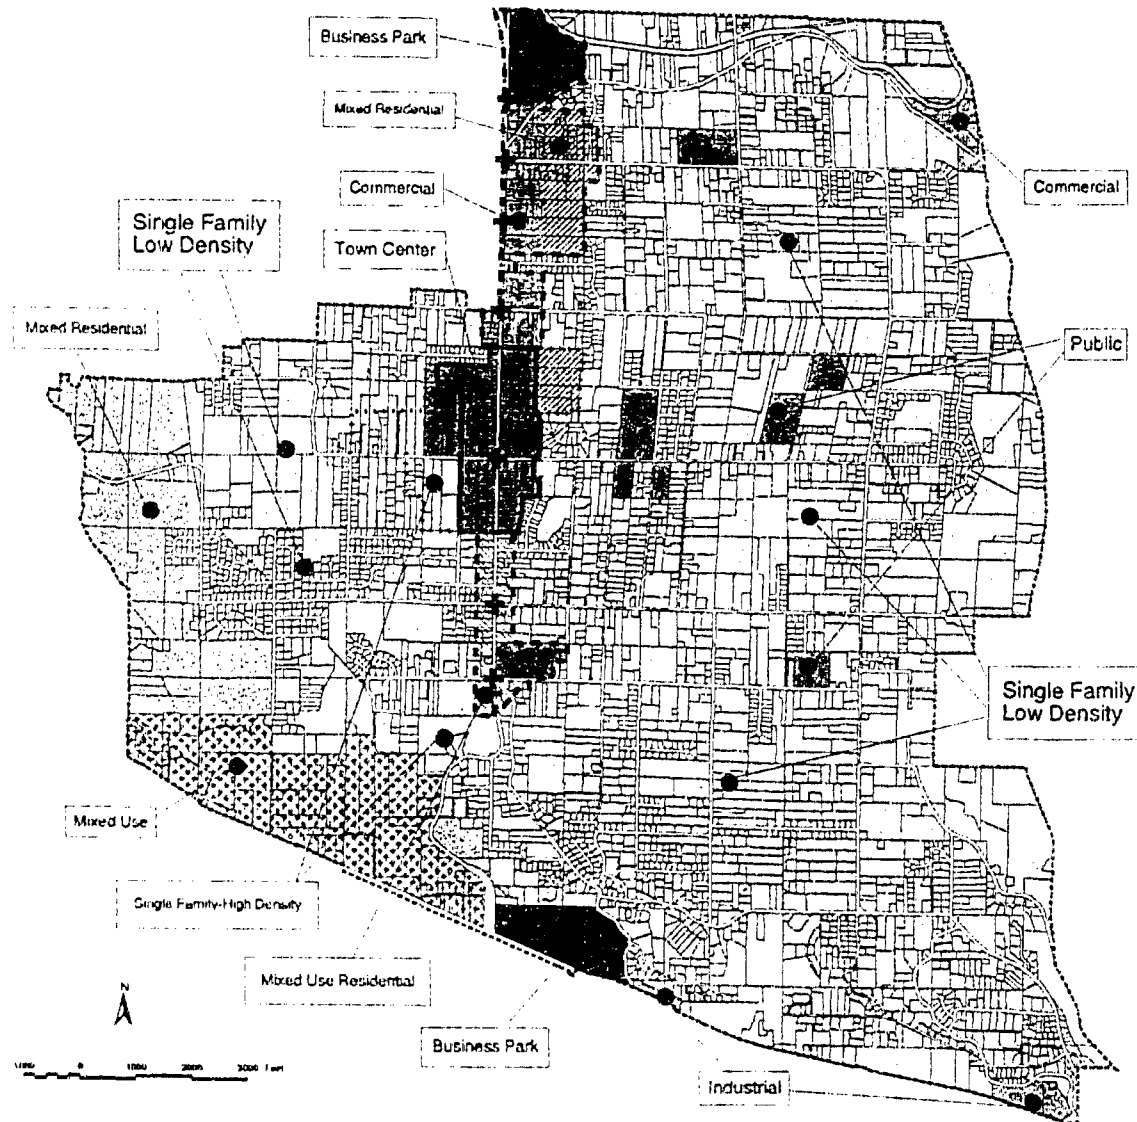 Business Park
Mixed Residential
Commercial
Commercial
Single Family
Low Density
Town Center
Mixed Residential
Public
Single Family
Low Density
Mixed Use
Single Family-High Density
Mixed Use Residential
Business Park
Industrial
N
0 1000 2000 3000 Feet